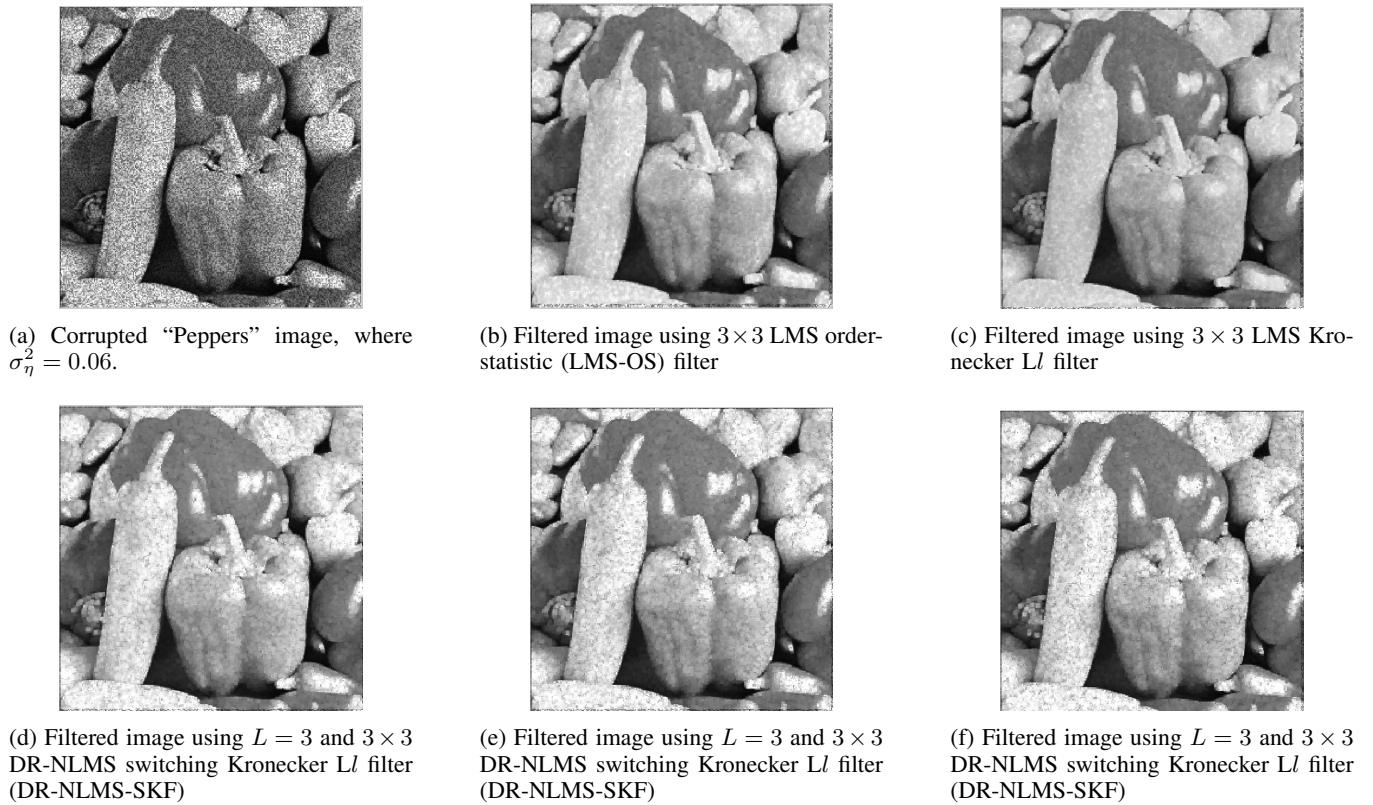 (a) Corrupted “Peppers” image, where
σ²_η = 0.06.
(b) Filtered image using 3×3 LMS order-
statistic (LMS-OS) filter
(c) Filtered image using 3 × 3 LMS Kro-
necker Ll filter
(d) Filtered image using L = 3 and 3 × 3
DR-NLMS switching Kronecker Ll filter
(DR-NLMS-SKF)
(e) Filtered image using L = 3 and 3 × 3
DR-NLMS switching Kronecker Ll filter
(DR-NLMS-SKF)
(f) Filtered image using L = 3 and 3 × 3
DR-NLMS switching Kronecker Ll filter
(DR-NLMS-SKF)